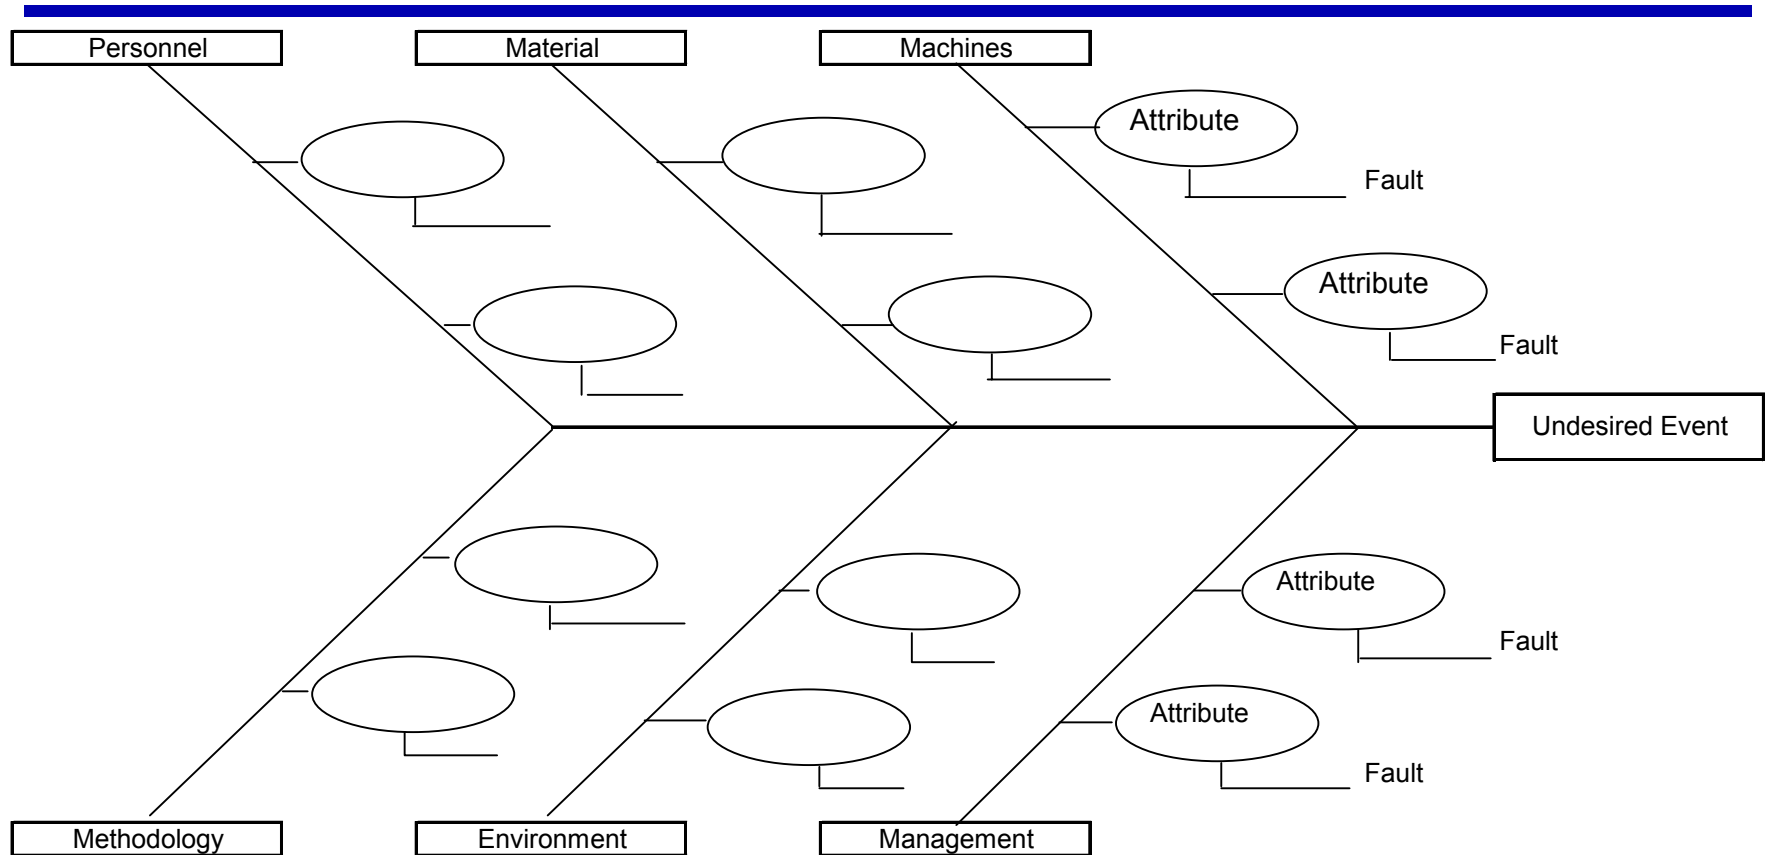 Personnel
Material
Machines
Attribute
Fault
Attribute
Fault
Undesired Event
Attribute
Fault
Attribute
Fault
Methodology
Environment
Management